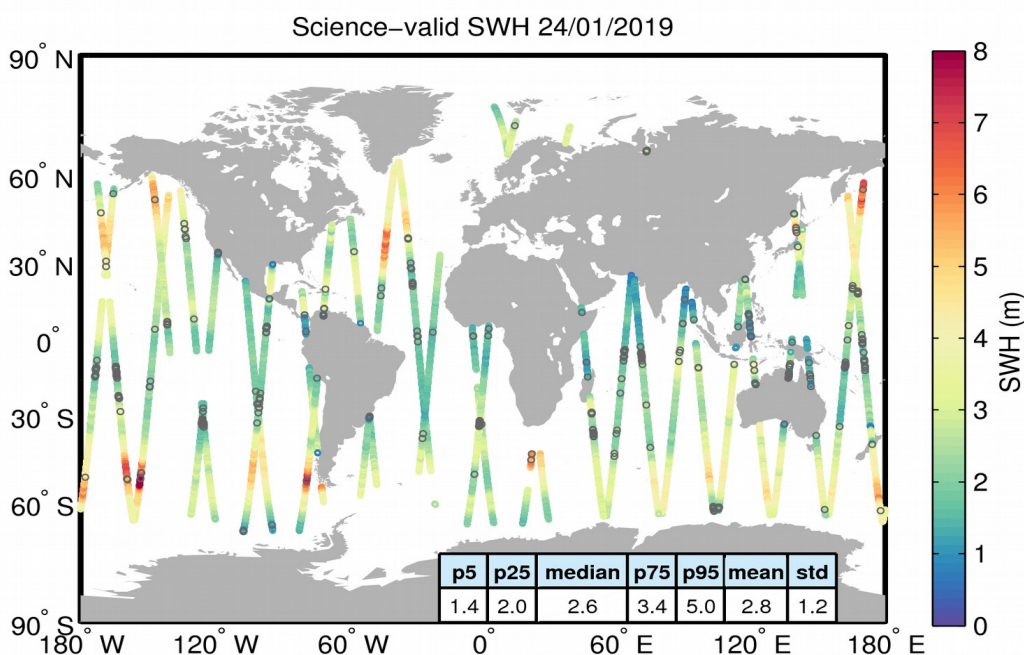 Science−valid SWH 24/01/2019
90° N
60° N
30° N
0°
30° S
60° S
90° S
180° W
120° W
60° W
0°
60° E
120° E
180° E
p5 p25 median p75 p95 mean std
1.4 2.0 2.6 3.4 5.0 2.8 1.2
8
7
6
5
4
3
2
1
0
SWH (m)